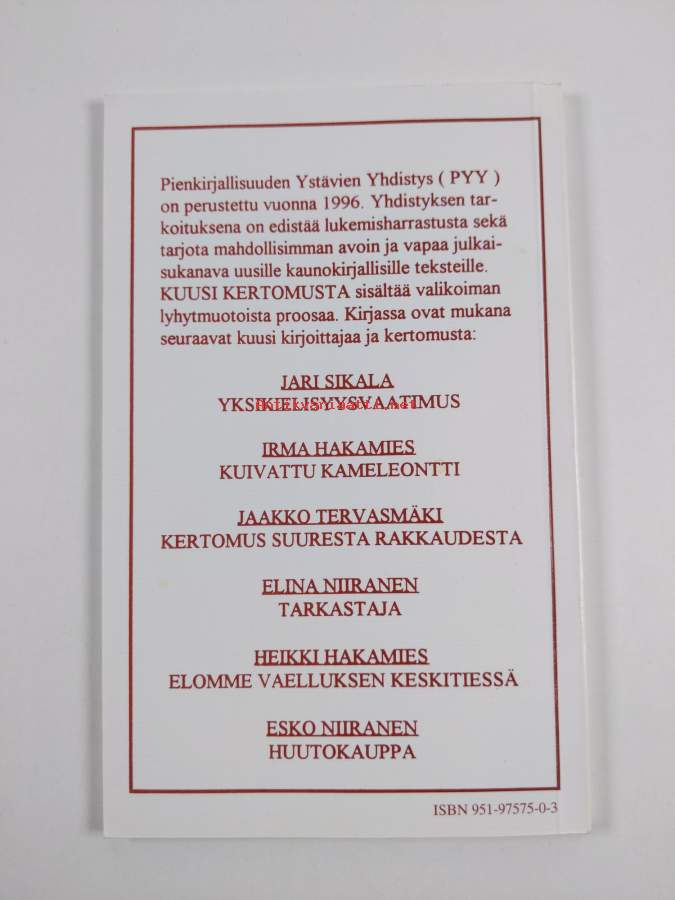 Pienkirjallisuuden Ystävien Yhdistys ( PYY )
on perustettu vuonna 1996. Yhdistyksen tar-
koituksena on edistää lukemisharrastusta sekä
tarjota mahdollisimman avoin ja vapaa julkai-
sukanava uusille kaunokirjallisille teksteille.
KUUSI KERTOMUSTA sisältää valikoiman
lyhytmuotoista proosaa. Kirjassa ovat mukana
seuraavat kuusi kirjoittajaa ja kertomusta:
JARI SIKALA
YKSIKIELISYYSVAATIMUS
Antikvariaatti.net
IRMA HAKAMIES
KUIVATTU KAMELEONTTI
JAAKKO TERVASMÄKI
KERTOMUS SUURESTA RAKKAUDESTA
ELINA NIIRANEN
TARKASTAJA
HEIKKI HAKAMIES
ELOMME VAELLUKSEN KESKITIESSÄ
ESKO NIIRANEN
HUUTOKAUPPA
ISBN 951-97575-0-3